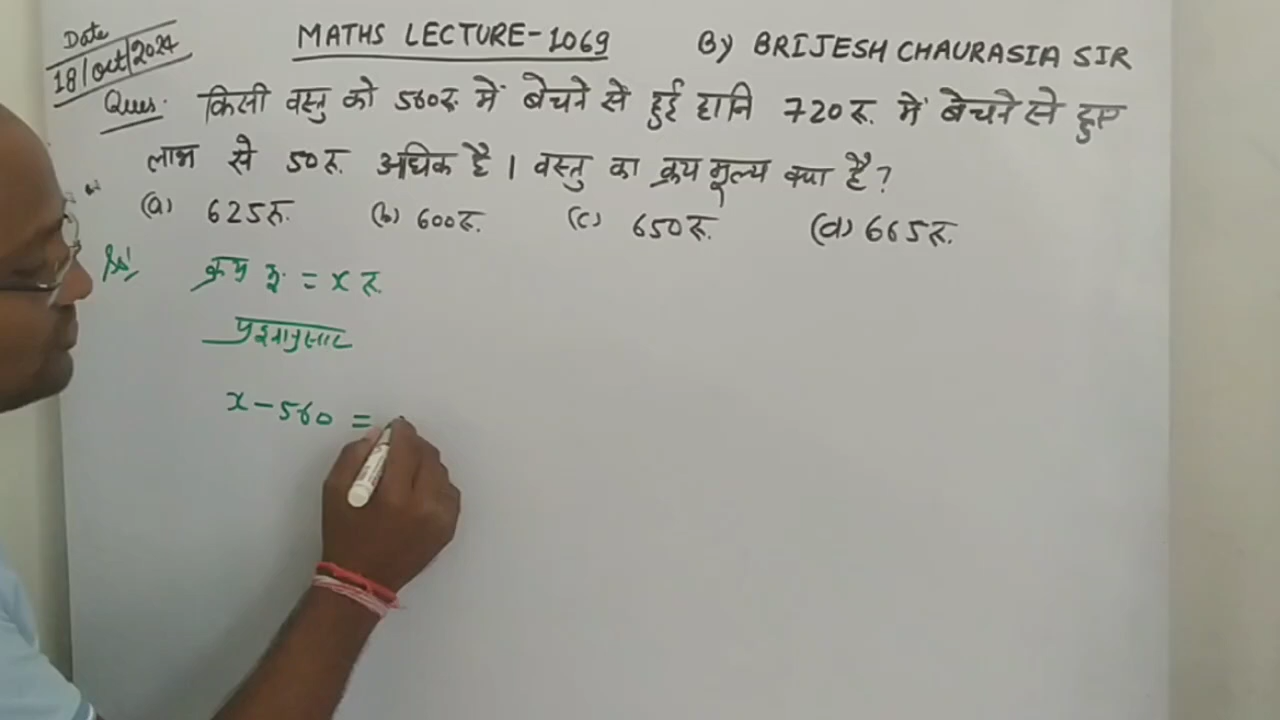 Date
18/Oct/2024
MATHS LECTURE-1069
By BRIJESH CHAURASIA SIR
Ques. किसी वस्तु को 560रु. में बेचने से हुई हानि 720रु. में बेचने से हुए
लाभ से 50रु. अधिक है। वस्तु का क्रय मूल्य क्या है?
(a) 625रु. (b) 600रु. (c) 650रु. (d) 665रु.
Sol क्रय मू. = x रु.
प्रश्नानुसार
x - 560 =